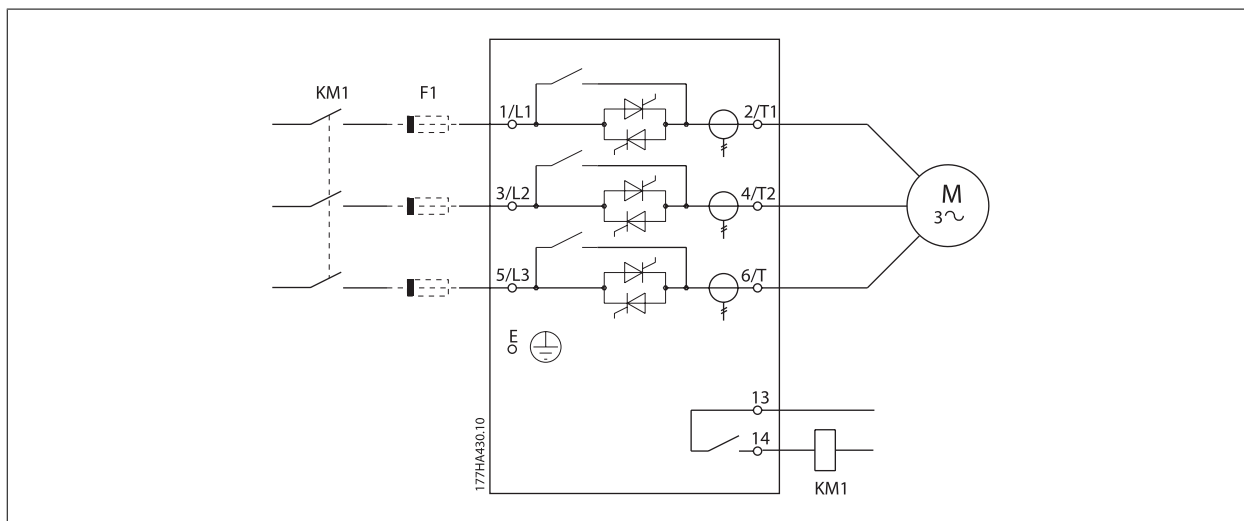 KM1
F1
1/L1
2/T1
3/L2
4/T2
5/L3
6/T
M
3~
E
13
14
KM1
177HA430.10